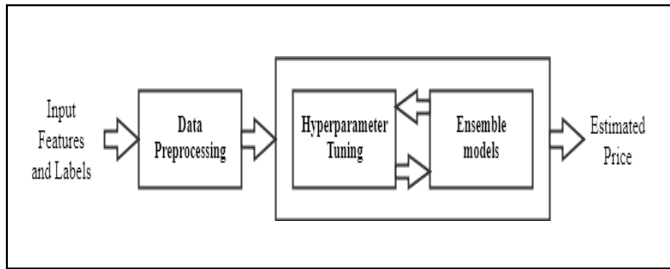 Input
Features
and Labels
Data
Preprocessing
Hyperparameter
Tuning
Ensemble
models
Estimated
Price